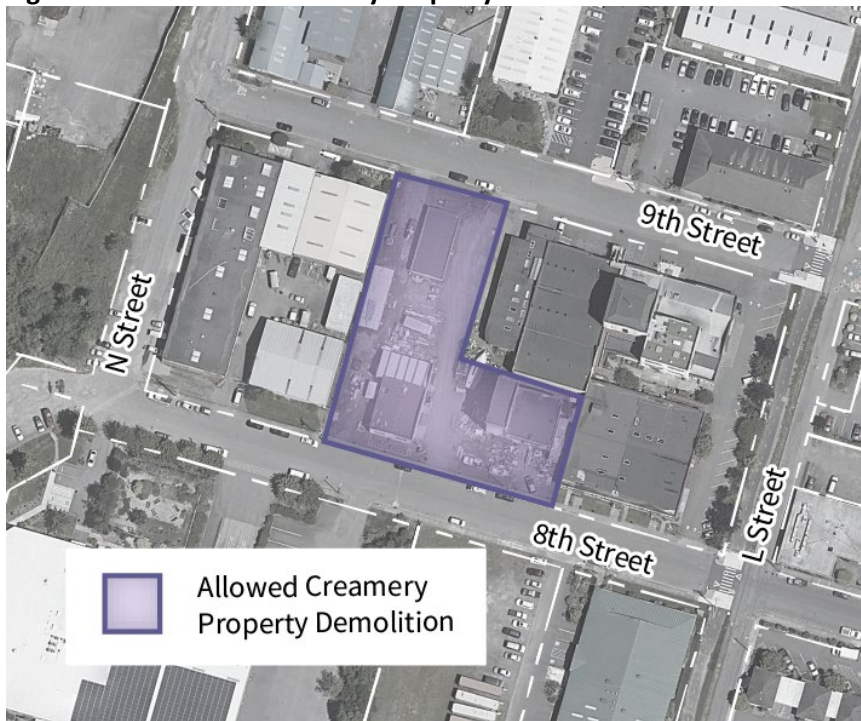 9th Street
N Street
8th Street
L Street
Allowed Creamery
Property Demolition